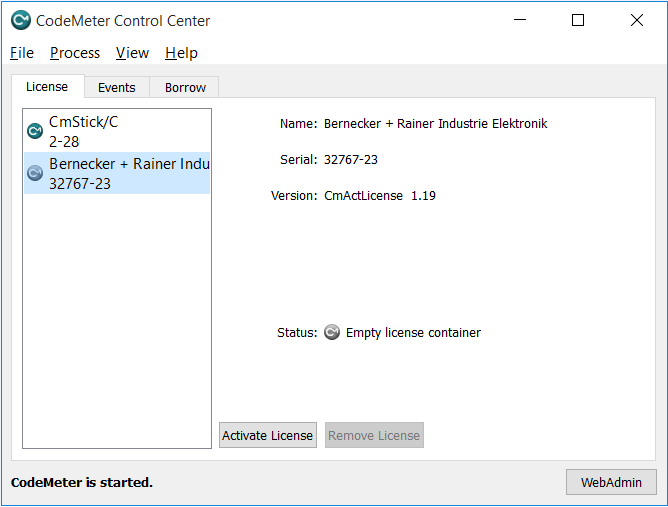 CodeMeter Control Center
File Process View Help
License Events Borrow
CmStick/C
2-28
Bernecker + Rainer Indu
32767-23
Name: Bernecker + Rainer Industrie Elektronik
Serial: 32767-23
Version: CmActLicense 1.19
Status: Empty license container
Activate License Remove License
CodeMeter is started. WebAdmin